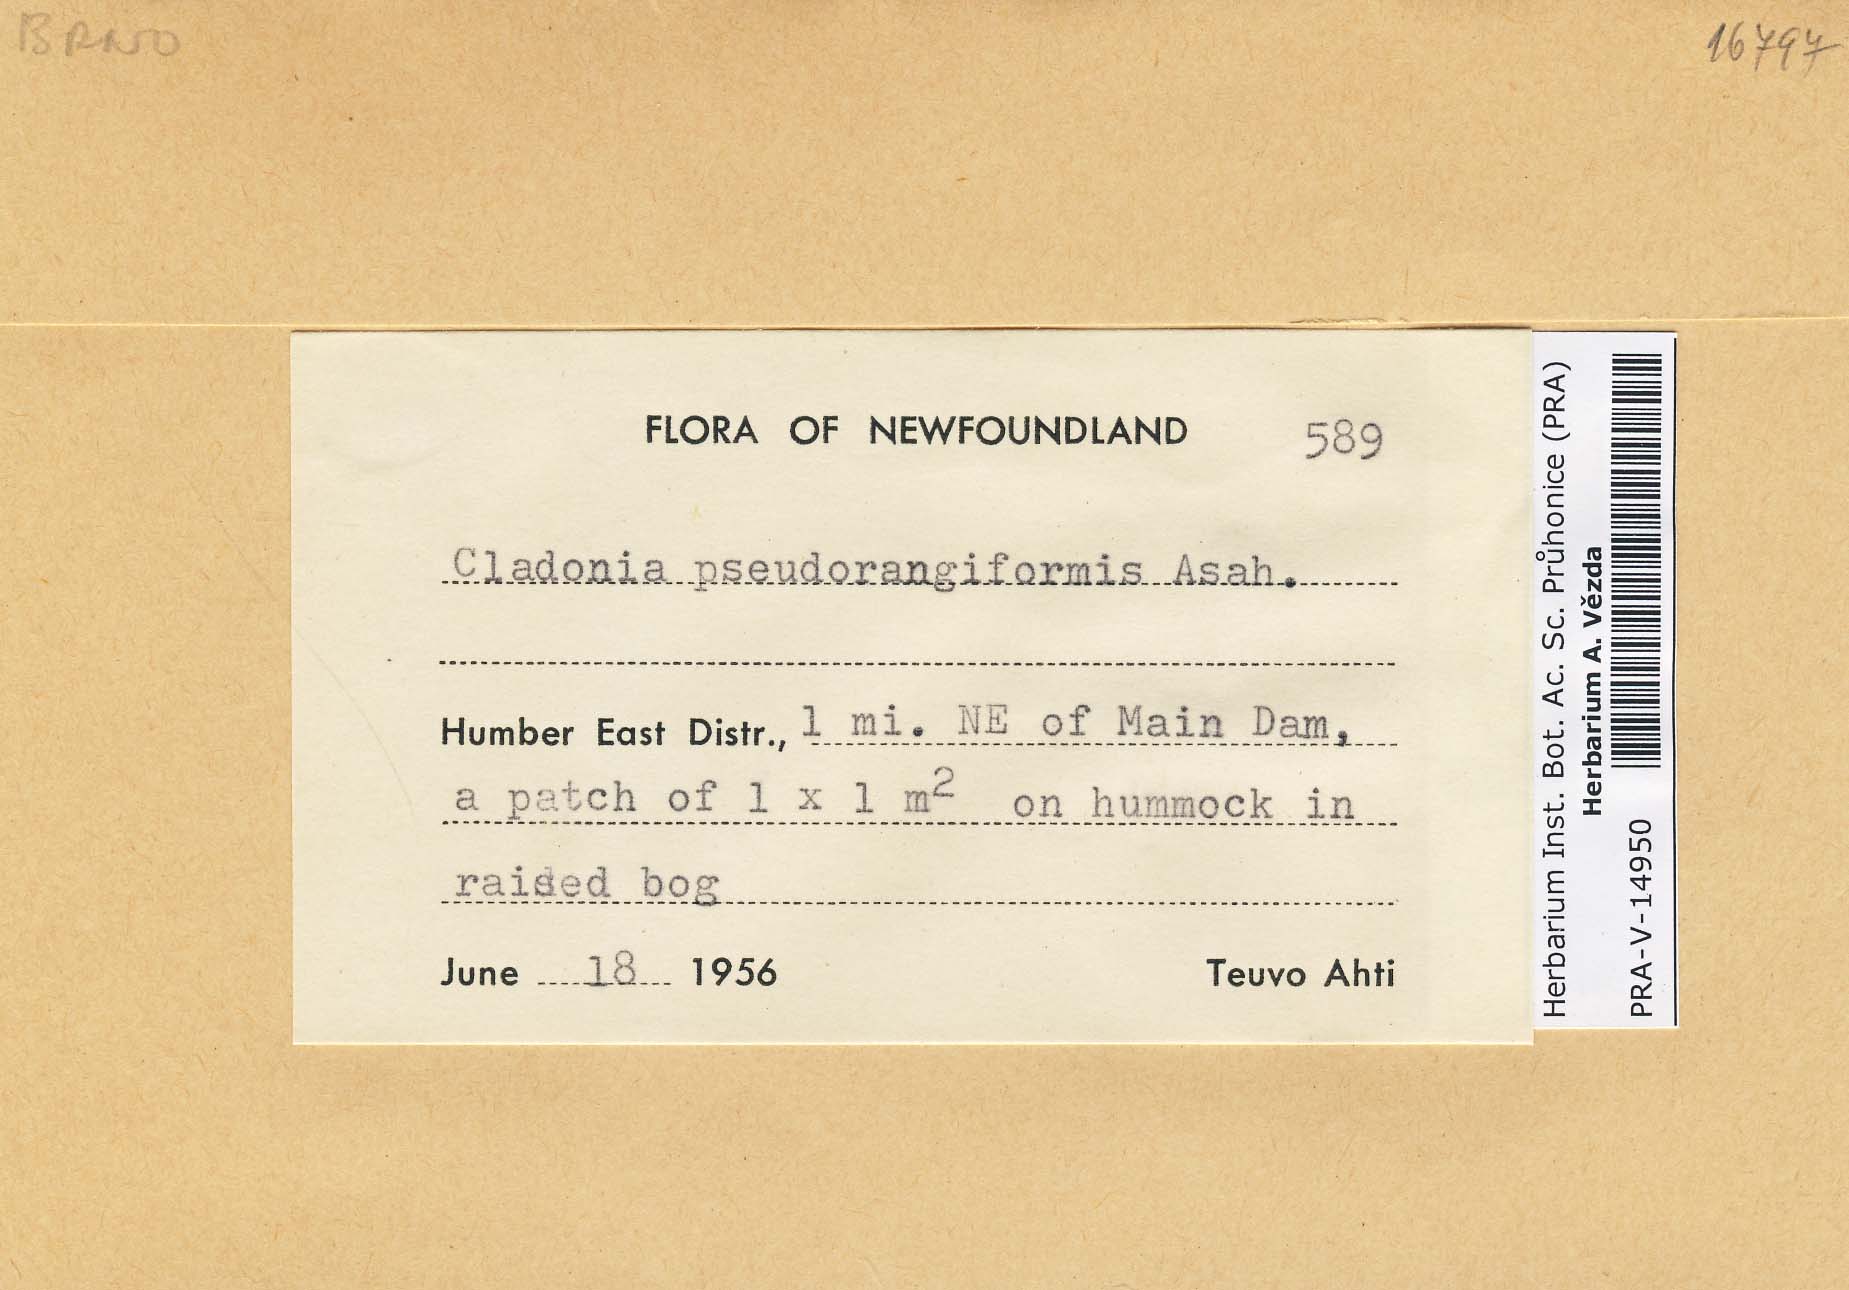 BRNO
16797
FLORA OF NEWFOUNDLAND 589
Cladonia pseudorangiformis Asah.
Humber East Distr., 1 mi. NE of Main Dam,
a patch of 1 x 1 m² on hummock in
raised bog
June 18 1956 Teuvo Ahti
Herbarium Inst. Bot. Ac. Sc. Průhonice (PRA)
Herbarium A. Vězda
PRA-V-14950